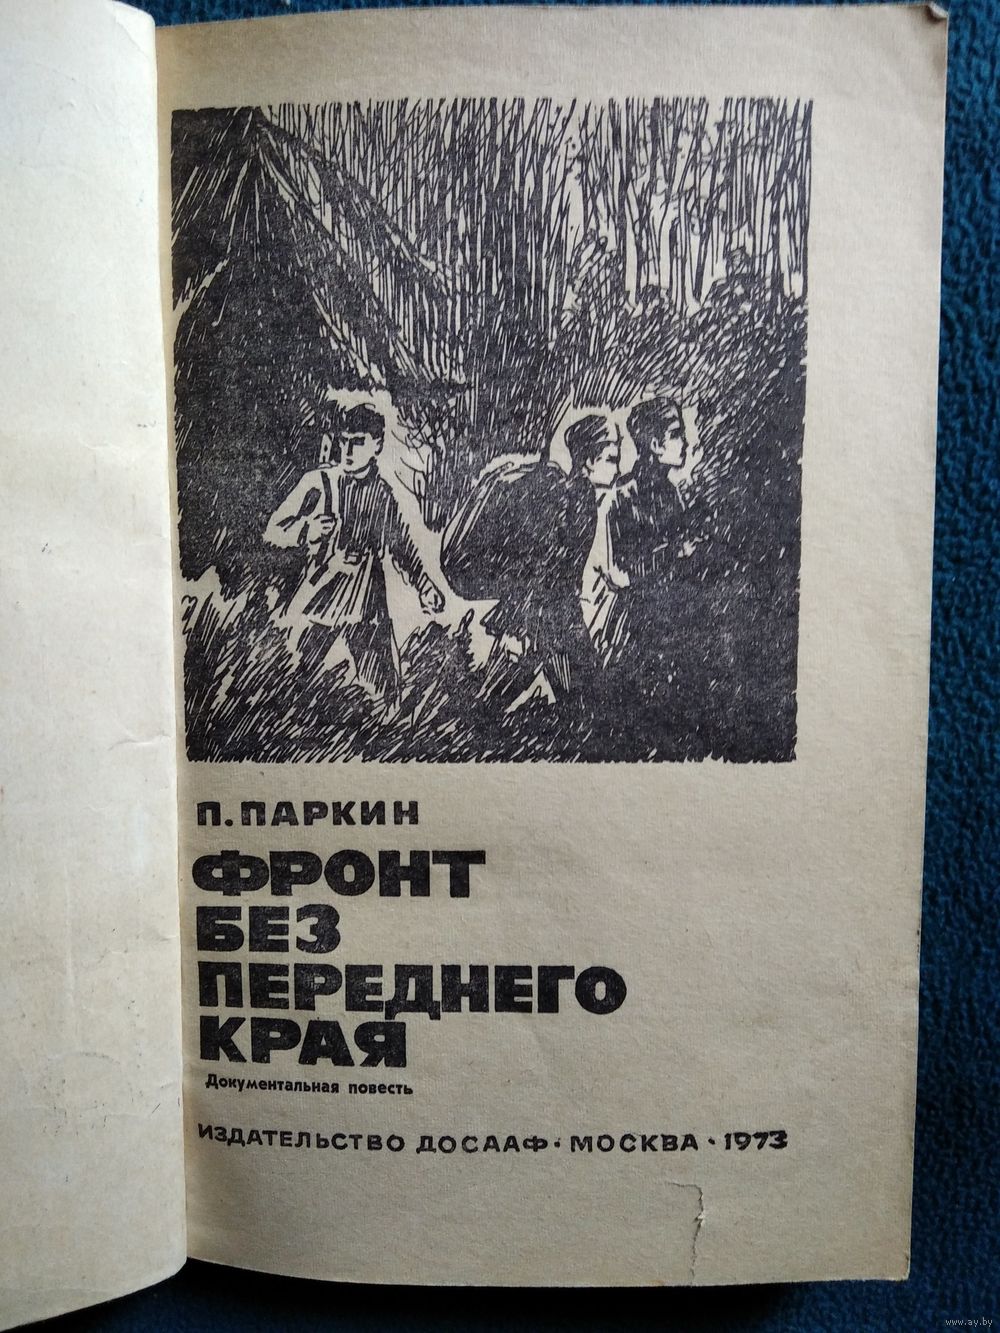 П. ПАРКИН
ФРОНТ
БЕЗ
ПЕРЕДНЕГО
КРАЯ
Документальная повесть
ИЗДАТЕЛЬСТВО ДОСААФ · МОСКВА · 1973
www.ay.by